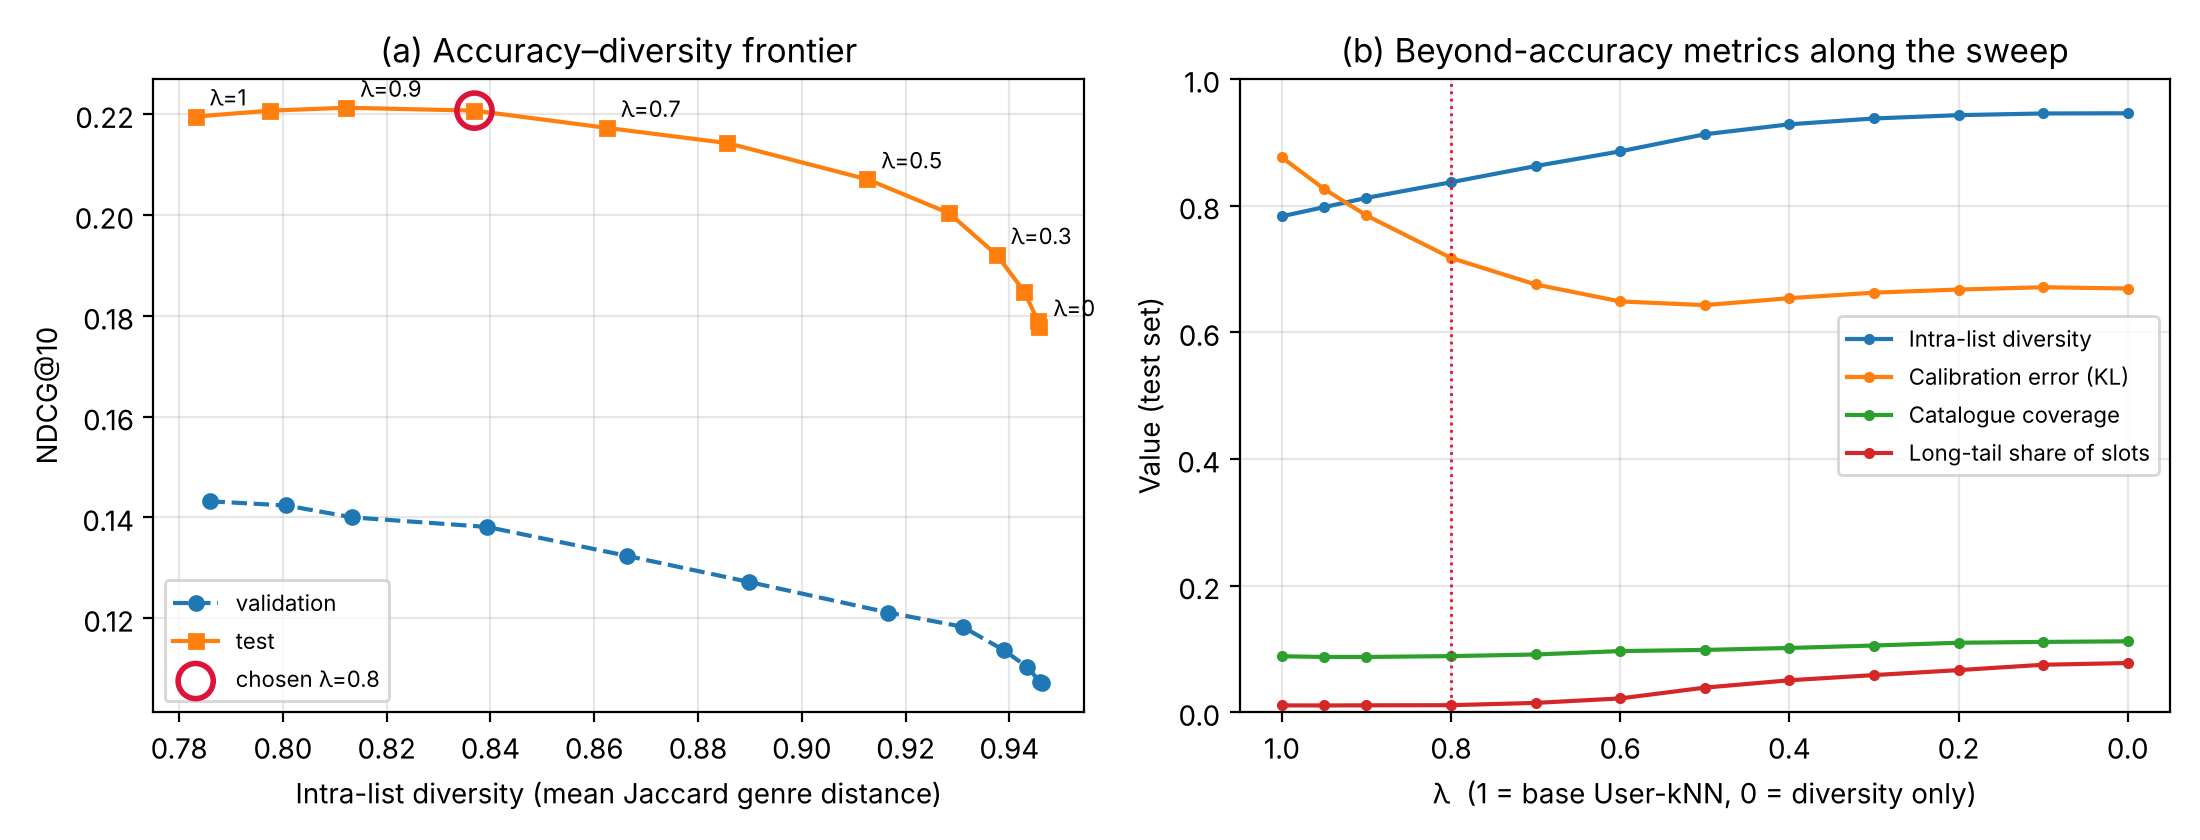 (a) Accuracy–diversity frontier
NDCG@10
0.22
0.20
0.18
0.16
0.14
0.12
λ=1
λ=0.9
λ=0.7
λ=0.5
λ=0.3
λ=0
validation
test
chosen λ=0.8
0.78 0.80 0.82 0.84 0.86 0.88 0.90 0.92 0.94
Intra-list diversity (mean Jaccard genre distance)
(b) Beyond-accuracy metrics along the sweep
Value (test set)
1.0
0.8
0.6
0.4
0.2
0.0
Intra-list diversity
Calibration error (KL)
Catalogue coverage
Long-tail share of slots
1.0 0.8 0.6 0.4 0.2 0.0
λ (1 = base User-kNN, 0 = diversity only)